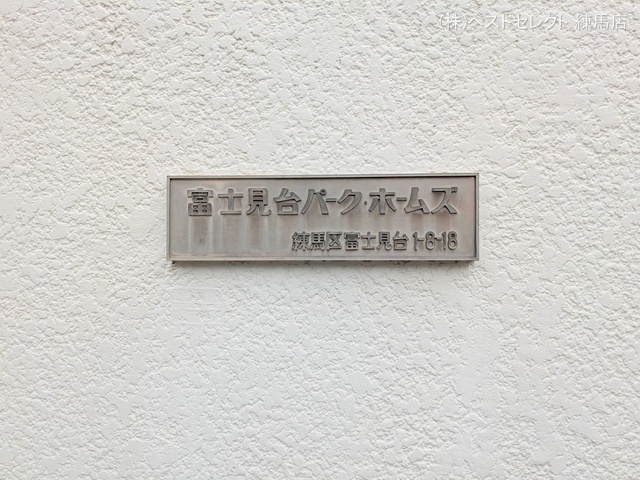 (株)ベストセレクト 練馬店
富士見台パーク・ホームズ
練馬区富士見台1-8-18